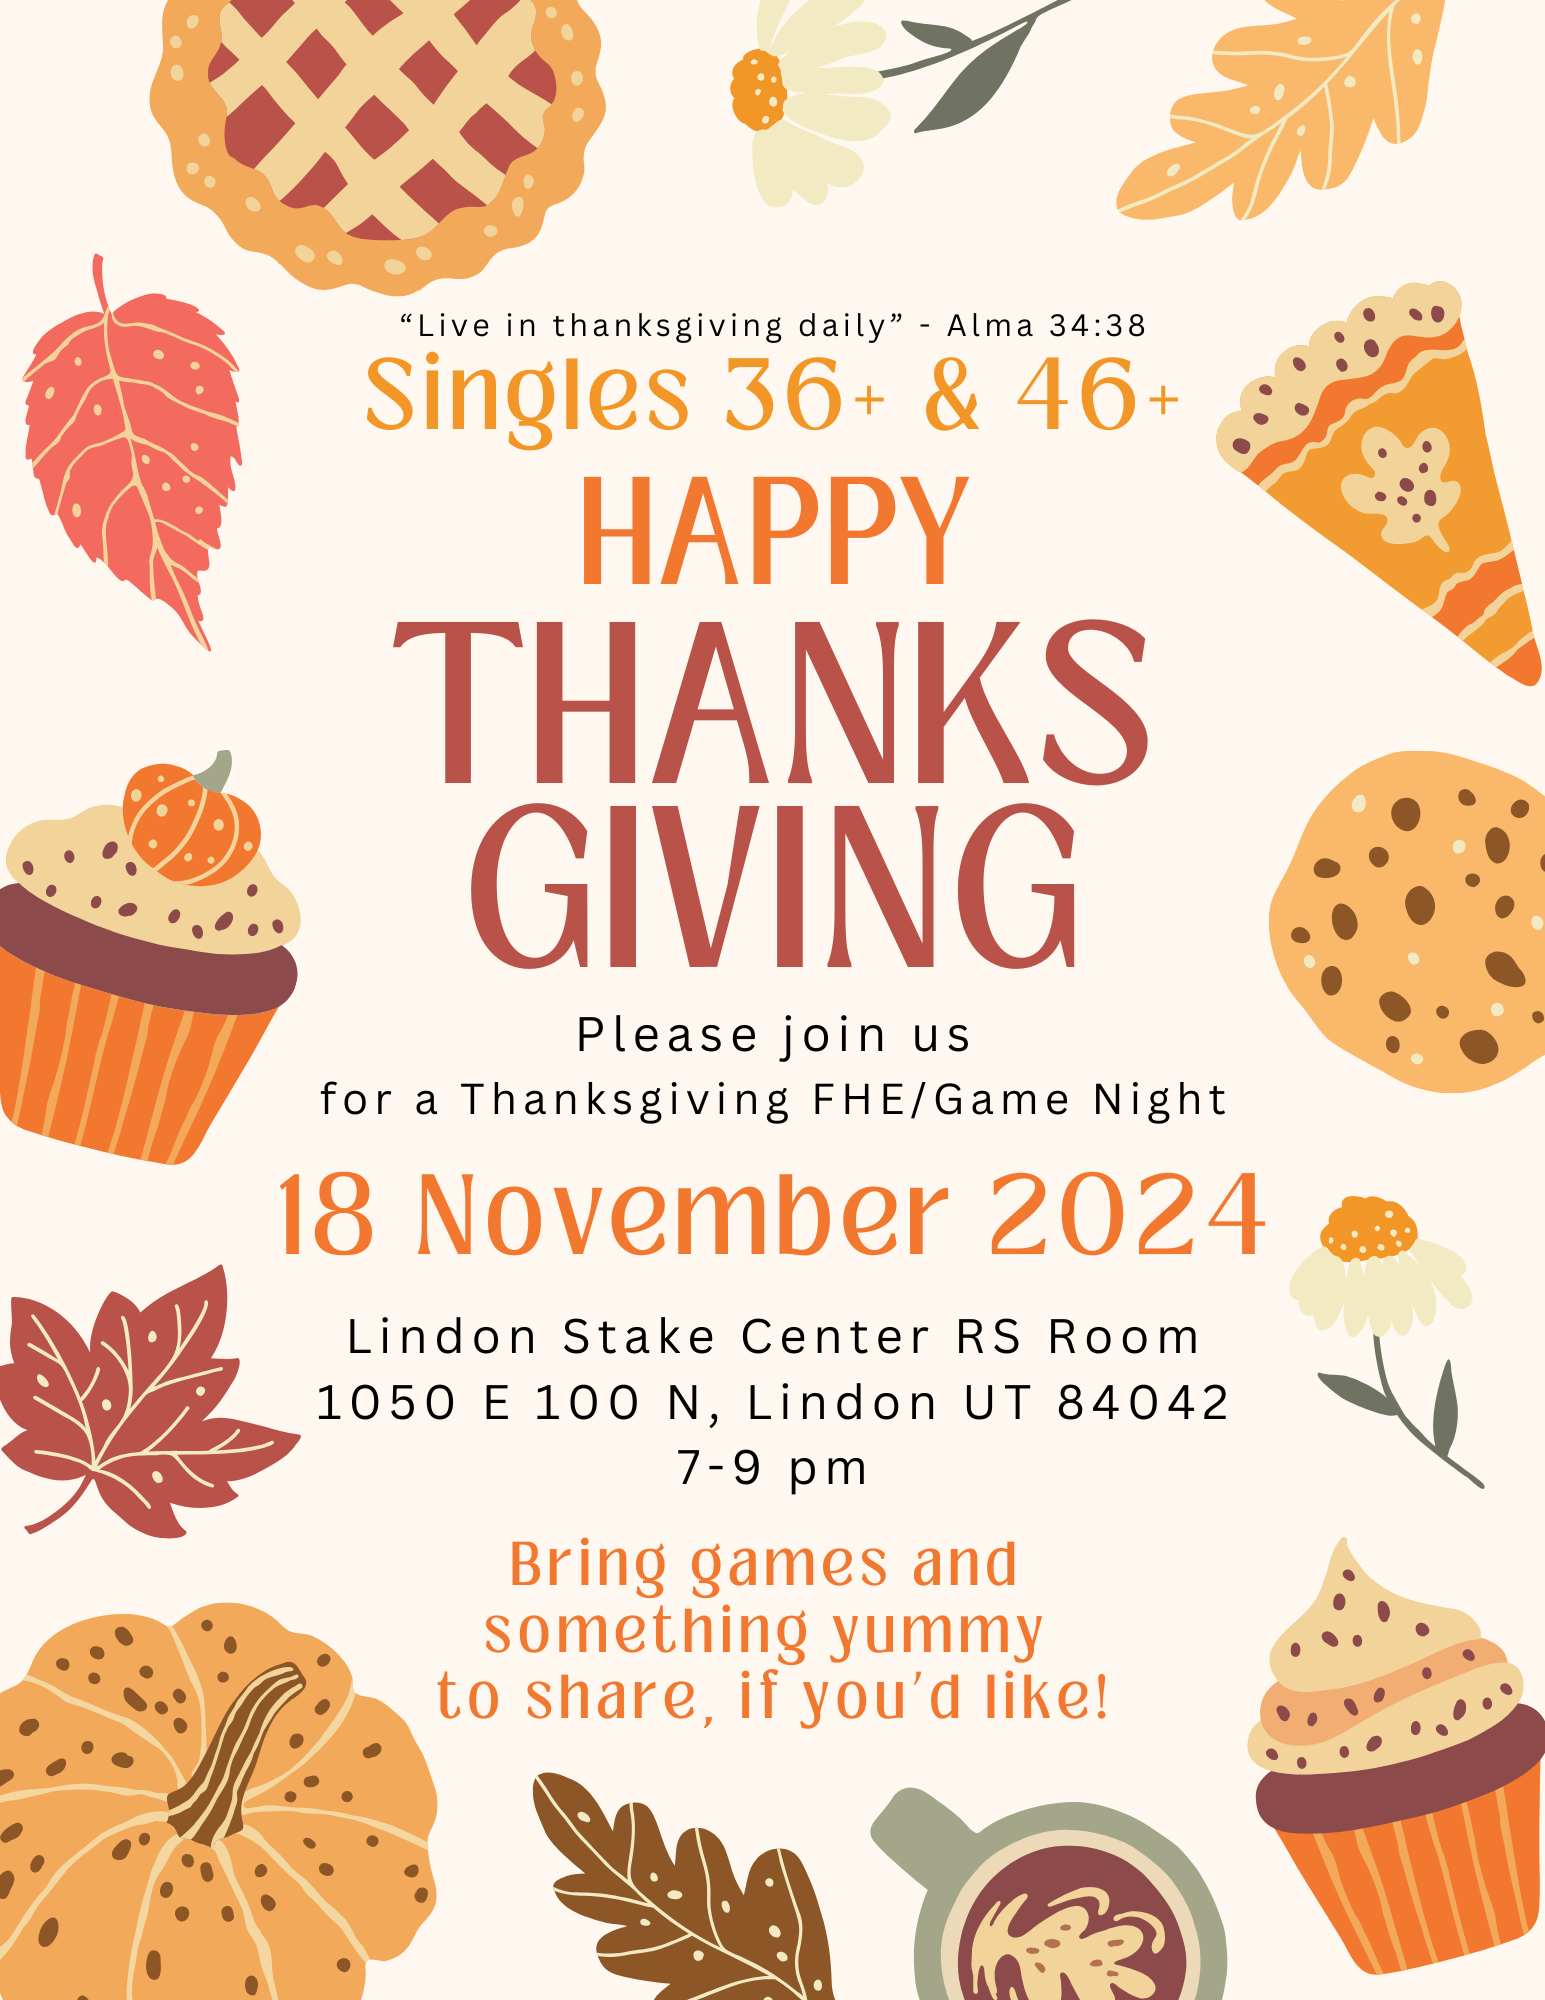 “Live in thanksgiving daily” - Alma 34:38
Singles 36+ & 46+
HAPPY
THANKS
GIVING
Please join us
for a Thanksgiving FHE/Game Night
18 November 2024
Lindon Stake Center RS Room
1050 E 100 N, Lindon UT 84042
7-9 pm
Bring games and
something yummy
to share, if you'd like!